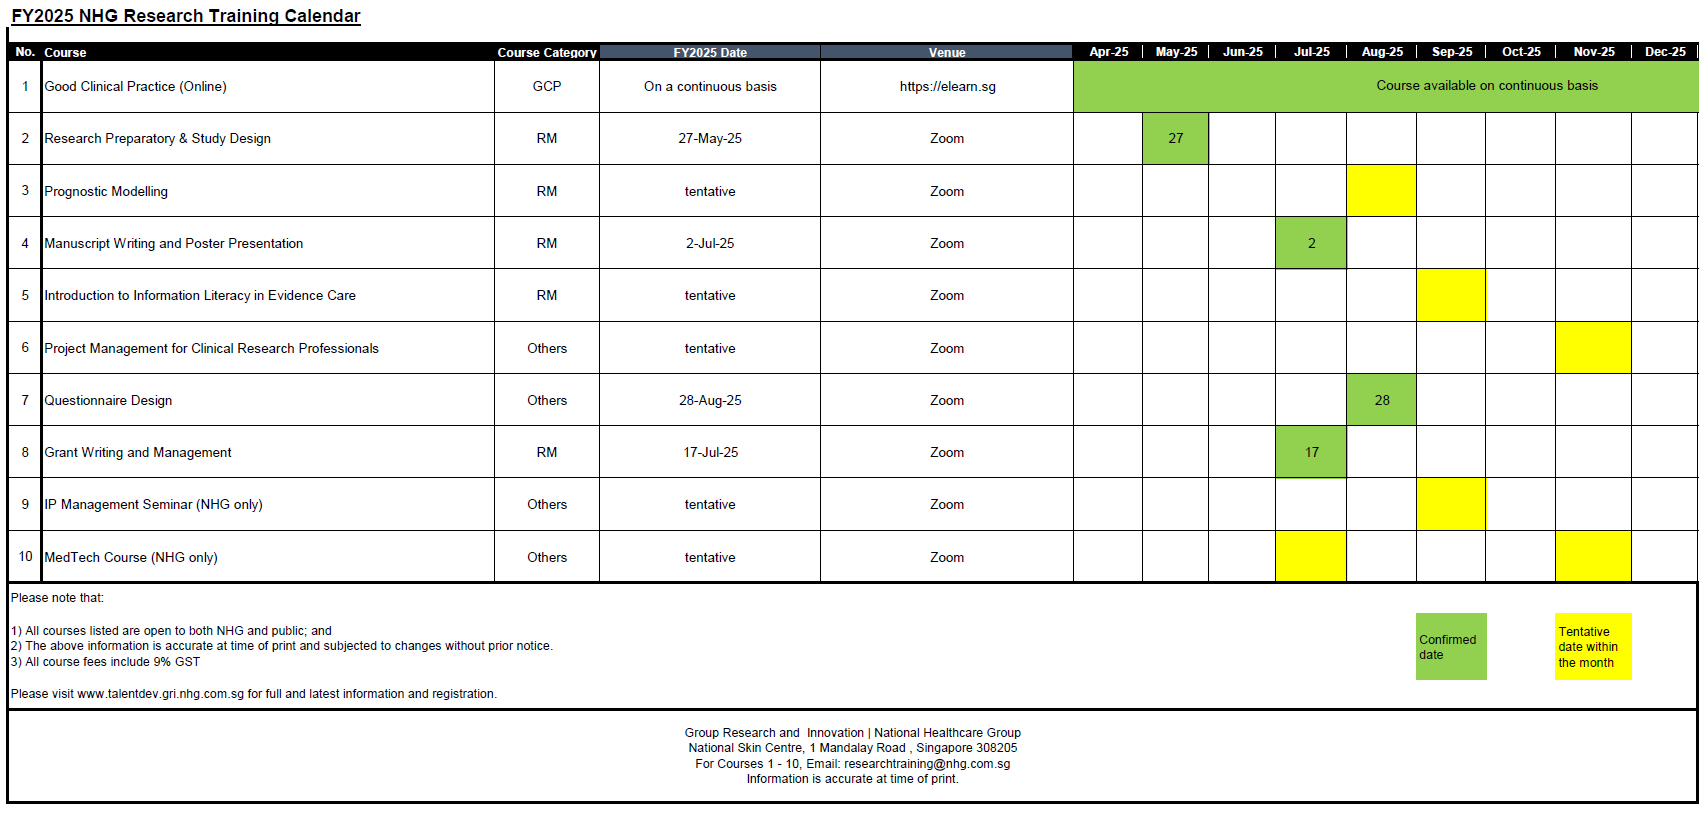 FY2025 NHG Research Training Calendar
No. Course Course Category FY2025 Date Venue Apr-25 May-25 Jun-25 Jul-25 Aug-25 Sep-25 Oct-25 Nov-25 Dec-25
1 Good Clinical Practice (Online) GCP On a continuous basis https://elearn.sg Course available on continuous basis
2 Research Preparatory & Study Design RM 27-May-25 Zoom 27
3 Prognostic Modelling RM tentative Zoom
4 Manuscript Writing and Poster Presentation RM 2-Jul-25 Zoom 2
5 Introduction to Information Literacy in Evidence Care RM tentative Zoom
6 Project Management for Clinical Research Professionals Others tentative Zoom
7 Questionnaire Design Others 28-Aug-25 Zoom 28
8 Grant Writing and Management RM 17-Jul-25 Zoom 17
9 IP Management Seminar (NHG only) Others tentative Zoom
10 MedTech Course (NHG only) Others tentative Zoom
Please note that:
1) All courses listed are open to both NHG and public; and
2) The above information is accurate at time of print and subjected to changes without prior notice.
3) All course fees include 9% GST
Please visit www.talentdev.gri.nhg.com.sg for full and latest information and registration.
Confirmed
date
Tentative
date within
the month
Group Research and Innovation | National Healthcare Group
National Skin Centre, 1 Mandalay Road , Singapore 308205
For Courses 1 - 10, Email: researchtraining@nhg.com.sg
Information is accurate at time of print.